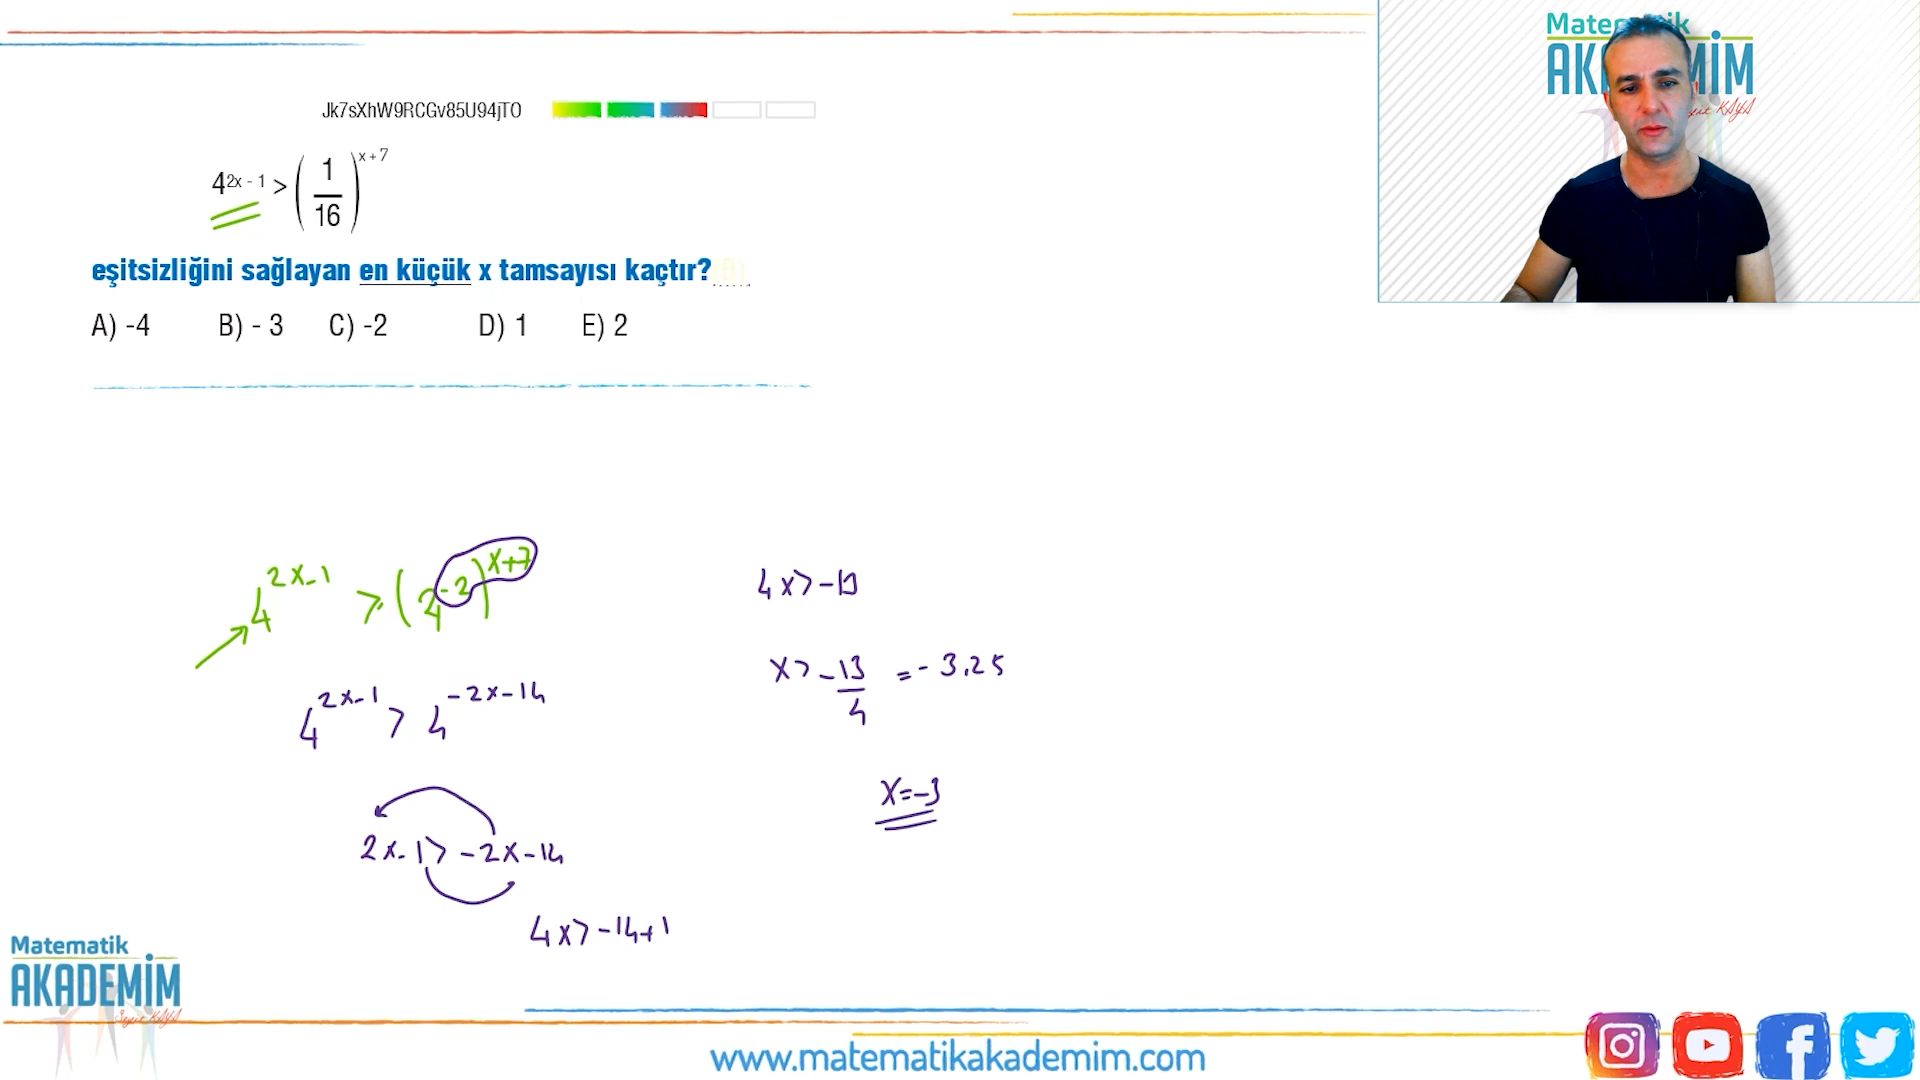 Matematik
AKADEMİM
Jk7sXhW9RCGv85U94jTO
4^{2x - 1} > (1/16)^{x + 7}
eşitsizliğini sağlayan en küçük x tamsayısı kaçtır?
A) -4 B) - 3 C) -2 D) 1 E) 2
4^{2x-1} > (4^{-2})^{x+7}
4^{2x-1} > 4^{-2x-14}
2x-1 > -2x-14
4x > -14+1
4x > -13
x > -13/4 = -3.25
x=-3
Matematik
AKADEMİM
Seyit KAYA
www.matematikakademim.com